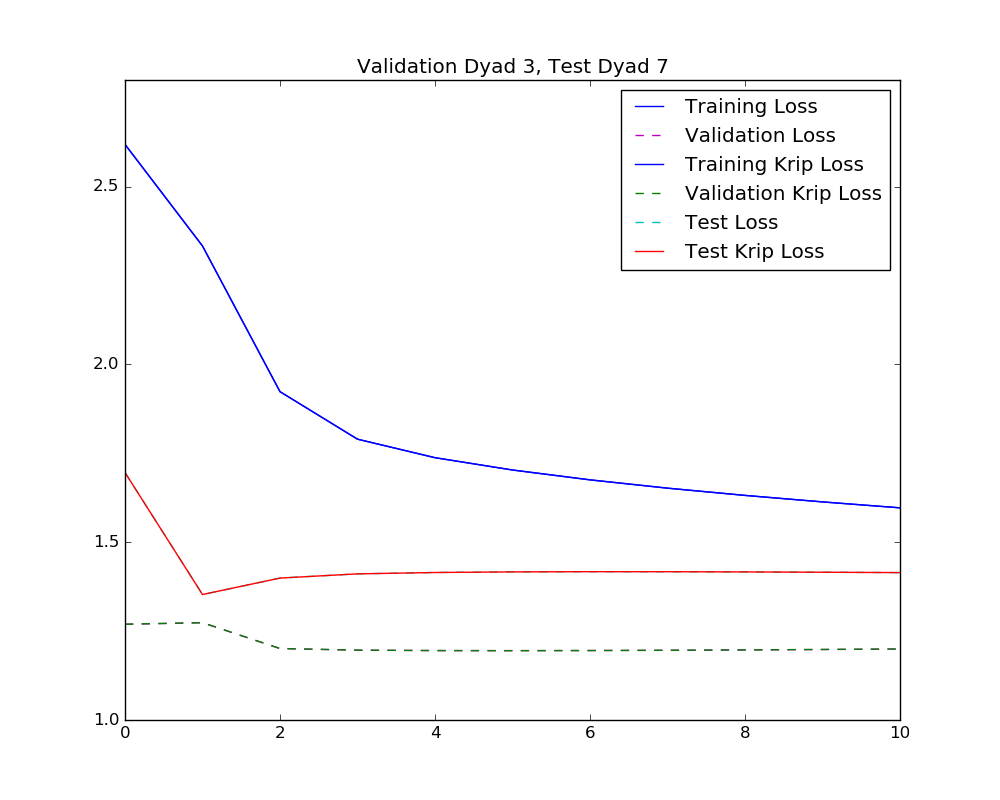 Validation Dyad 3, Test Dyad 7
Training Loss
Validation Loss
Training Krip Loss
Validation Krip Loss
Test Loss
Test Krip Loss
2.5
2.0
1.5
1.0
0 2 4 6 8 10